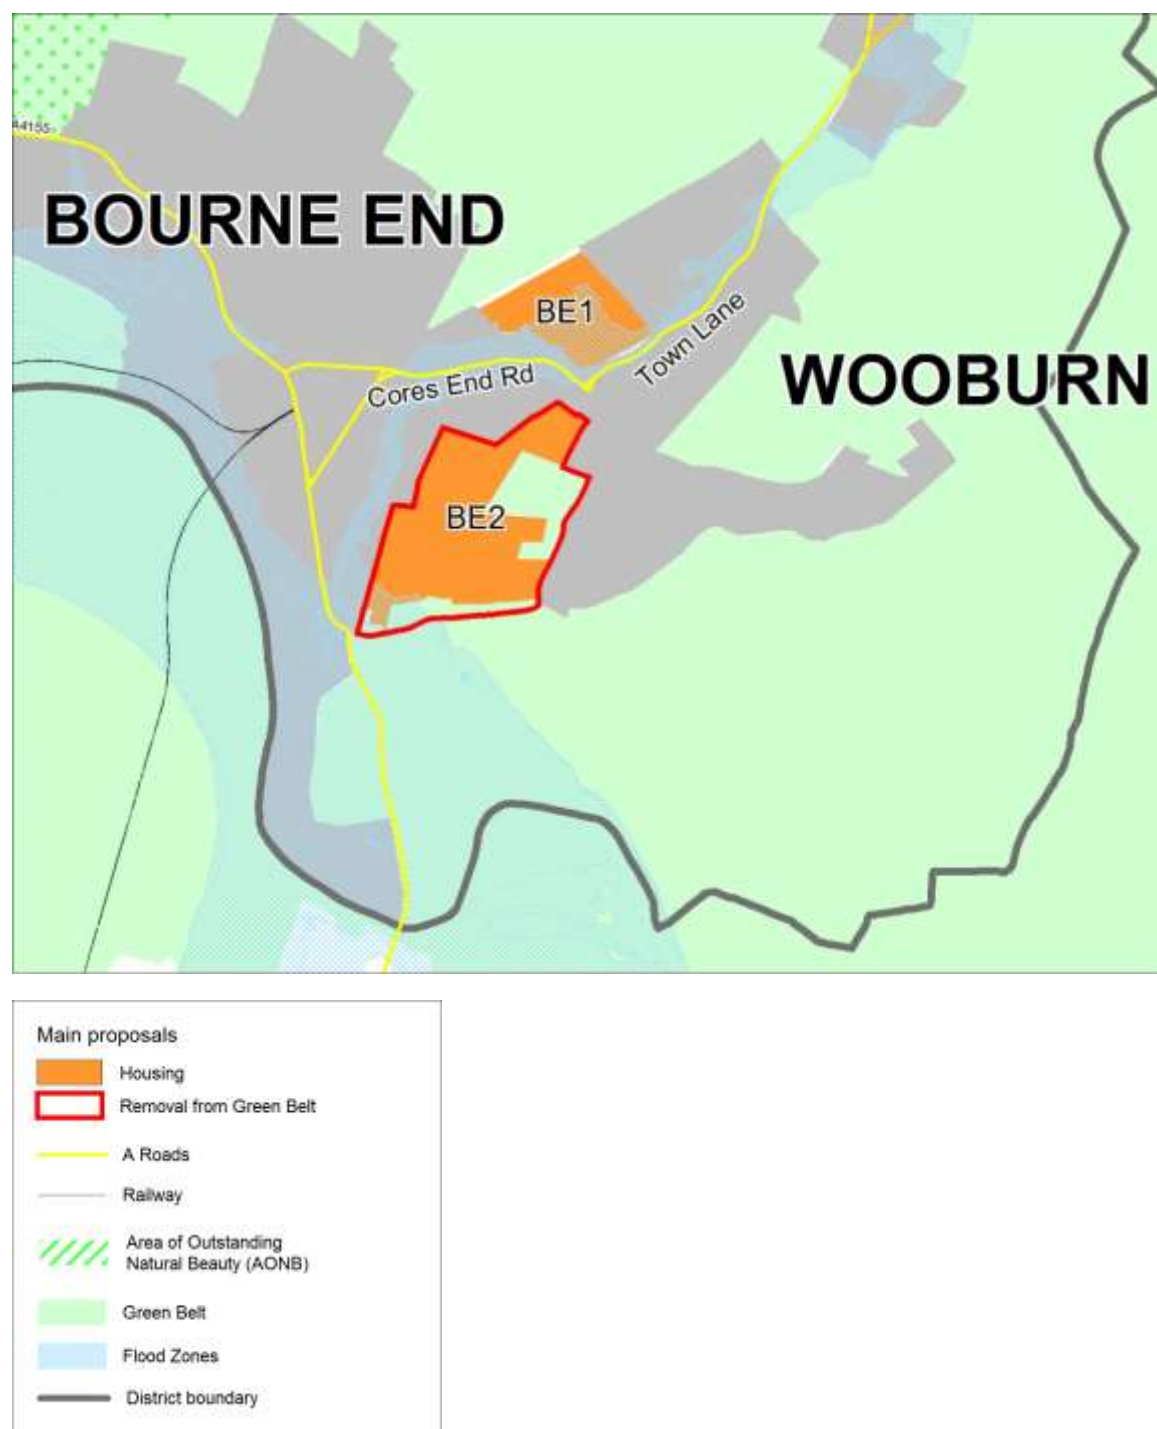 A4155
BOURNE END
BE1
Town Lane
Cores End Rd
WOOBURN
BE2
Main proposals
Housing
Removal from Green Belt
A Roads
Railway
Area of Outstanding
Natural Beauty (AONB)
Green Belt
Flood Zones
District boundary